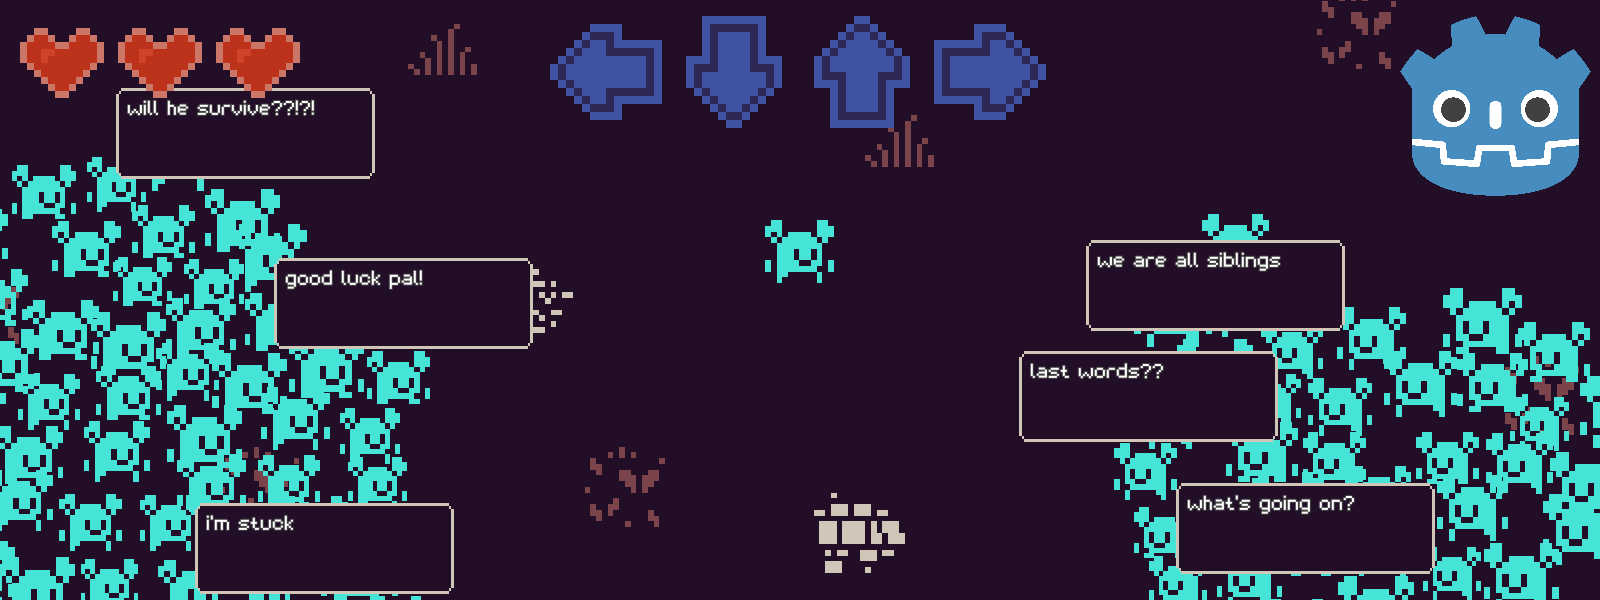 will he survive??!?!
good luck pal!
we are all siblings
last words??
what's going on?
i'm stuck